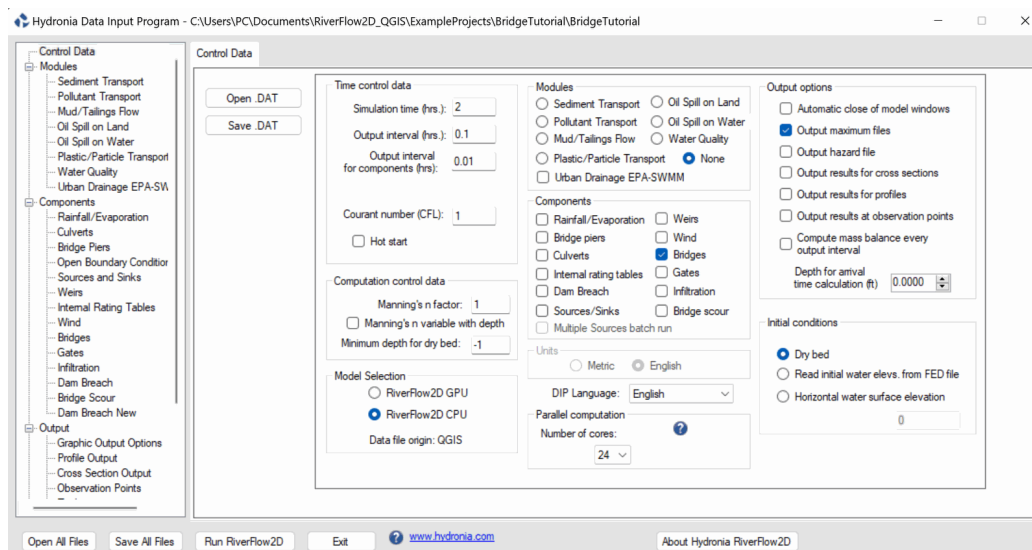 Hydronia Data Input Program - C:\Users\PC\Documents\RiverFlow2D_QGIS\ExampleProjects\BridgeTutorial\BridgeTutorial
Control Data
Modules
Sediment Transport
Pollutant Transport
Mud/Tailings Flow
Oil Spill on Land
Oil Spill on Water
Plastic/Particle Transport
Water Quality
Urban Drainage EPA-SW
Components
Rainfall/Evaporation
Culverts
Bridge Piers
Open Boundary Condition
Sources and Sinks
Weirs
Internal Rating Tables
Wind
Bridges
Gates
Infiltration
Dam Breach
Bridge Scour
Dam Breach New
Output
Graphic Output Options
Profile Output
Cross Section Output
Observation Points
Control Data
Open .DAT
Save .DAT
Time control data
Simulation time (hrs.): 2
Output interval (hrs.): 0.1
Output interval
for components (hrs): 0.01
Courant number (CFL): 1
Hot start
Computation control data
Manning's n factor: 1
Manning's n variable with depth
Minimum depth for dry bed: -1
Model Selection
RiverFlow2D GPU
RiverFlow2D CPU
Data file origin: QGIS
Modules
Sediment Transport Oil Spill on Land
Pollutant Transport Oil Spill on Water
Mud/Tailings Flow Water Quality
Plastic/Particle Transport None
Urban Drainage EPA-SWMM
Components
Rainfall/Evaporation Weirs
Bridge piers Wind
Culverts Bridges
Internal rating tables Gates
Dam Breach Infiltration
Sources/Sinks Bridge scour
Multiple Sources batch run
Units
Metric English
DIP Language: English
Parallel computation
Number of cores: ?
24
Output options
Automatic close of model windows
Output maximum files
Output hazard file
Output results for cross sections
Output results for profiles
Output results at observation points
Compute mass balance every
output interval
Depth for arrival
time calculation (ft) 0.0000
Initial conditions
Dry bed
Read initial water elevs. from FED file
Horizontal water surface elevation
0
Open All Files Save All Files Run RiverFlow2D Exit ? www.hydronia.com About Hydronia RiverFlow2D